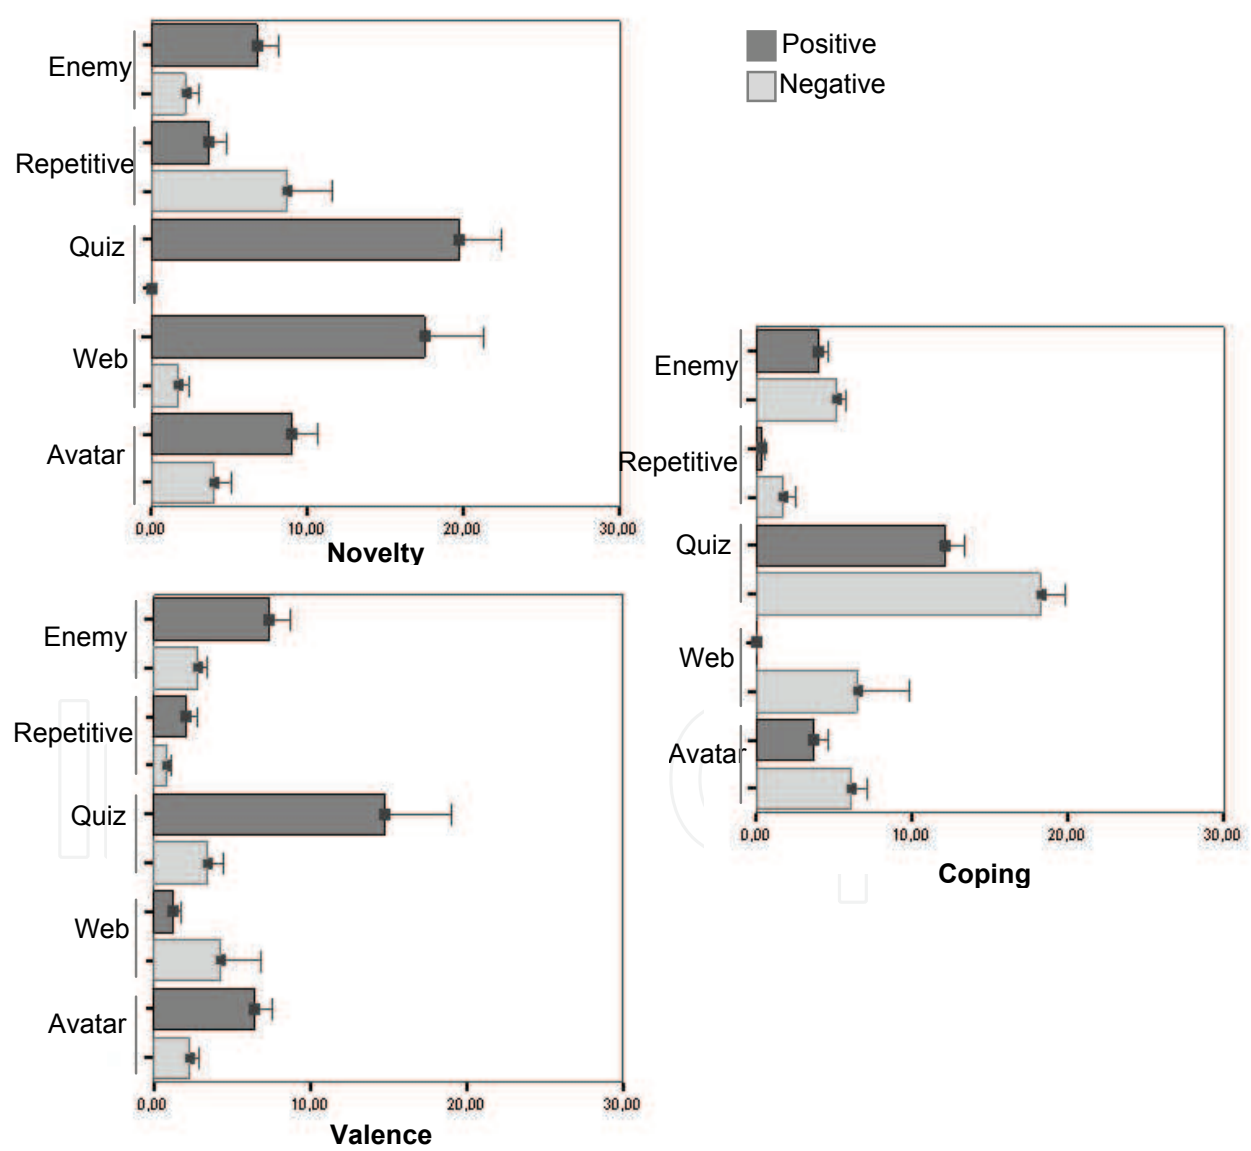 Positive
Negative
Enemy
Repetitive
Quiz
Web
Avatar
0,00 10,00 20,00 30,00
Novelty
Enemy
Repetitive
Quiz
Web
Avatar
0,00 10,00 20,00 30,00
Coping
Enemy
Repetitive
Quiz
Web
Avatar
0,00 10,00 20,00 30,00
Valence